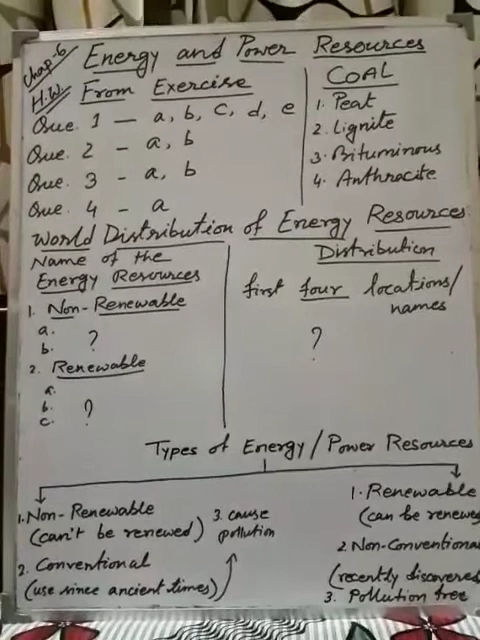 Chap. 6
Energy and Power Resources
H.W. From Exercise
Que. 1 - a, b, c, d, e
Que. 2 - a, b
Que. 3 - a, b
Que. 4 - a
COAL
1. Peat
2. Lignite
3. Bituminous
4. Anthracite
World Distribution of Energy Resources
Name of the
Energy Resources
1. Non-Renewable
a.
b. ?
2. Renewable
a.
b. ?
c.
Distribution
first four locations/
names
?
Types of Energy/Power Resources
1. Non-Renewable
(can't be renewed)
2. Conventional
(use since ancient times)
3. cause
pollution
1. Renewable
(can be renewe
2. Non-Conventiona
(recently discovered
3. Pollution free